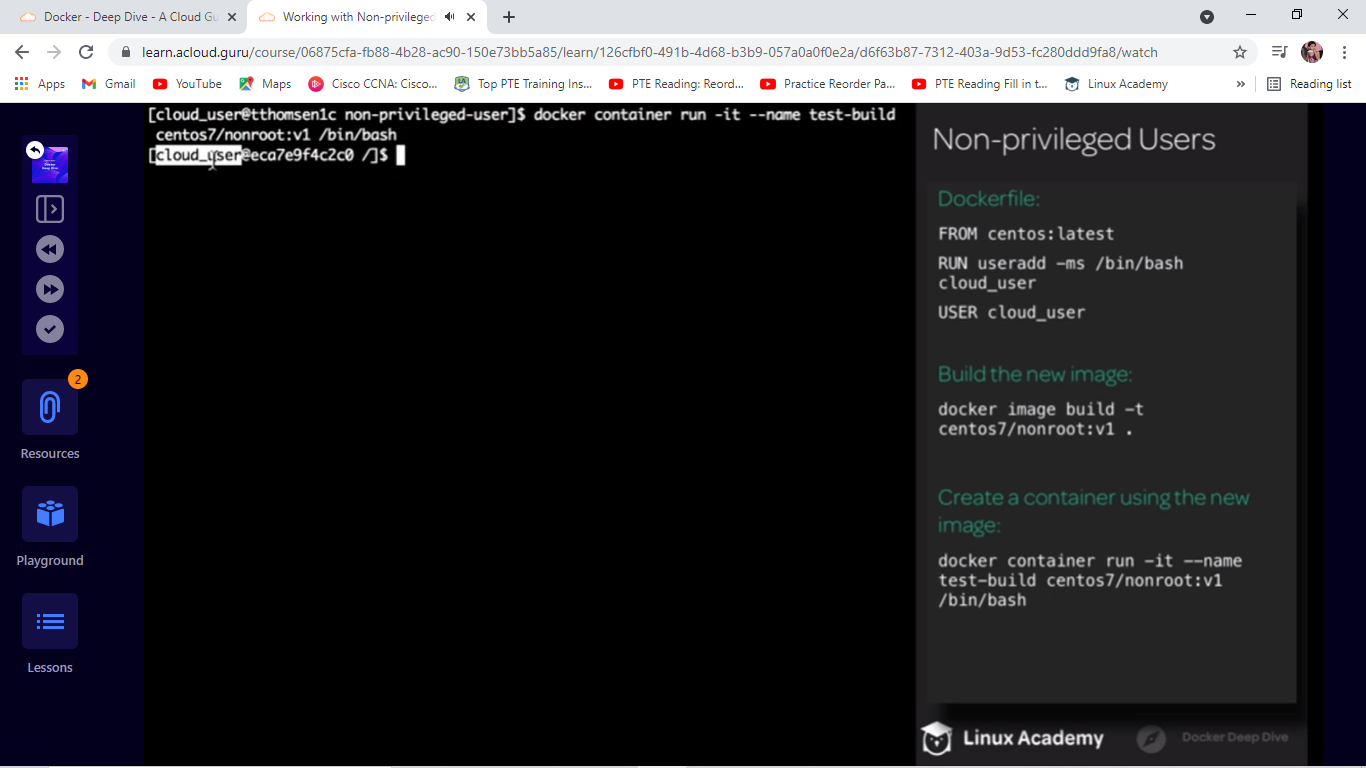 Docker - Deep Dive - A Cloud Gu
Working with Non-privileged
learn.acloud.guru/course/06875cfa-fb88-4b28-ac90-150e73bb5a85/learn/126cfbf0-491b-4d68-b3b9-057a0a0f0e2a/d6f63b87-7312-403a-9d53-fc280ddd9fa8/watch
Apps Gmail YouTube Maps Cisco CCNA: Cisco... Top PTE Training Ins... PTE Reading: Reord... Practice Reorder Pa... PTE Reading Fill in t... Linux Academy » Reading list
[cloud_user@tthomsen1c non-privileged-user]$ docker container run -it --name test-build
centos7/nonroot:v1 /bin/bash
[cloud_user@eca7e9f4c2c0 /]$
Docker
Deep Dive
2
Resources
Playground
Lessons
Non-privileged Users
Dockerfile:
FROM centos:latest
RUN useradd -ms /bin/bash
cloud_user
USER cloud_user
Build the new image:
docker image build -t
centos7/nonroot:v1 .
Create a container using the new
image:
docker container run -it --name
test-build centos7/nonroot:v1
/bin/bash
Linux Academy
Docker Deep Dive